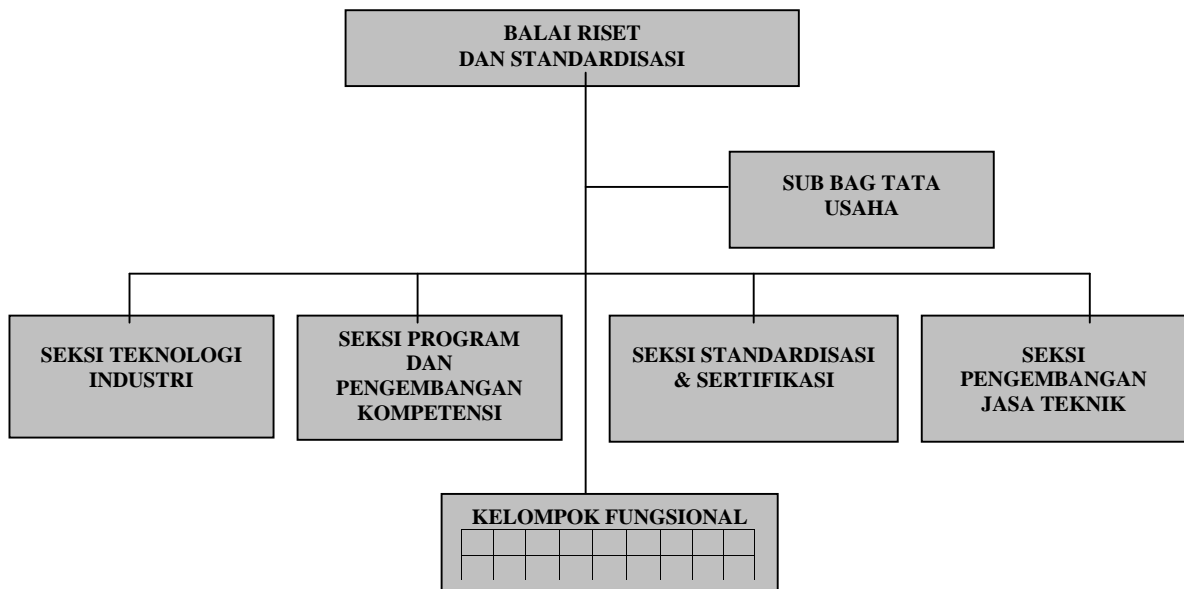 BALAI RISET
DAN STANDARDISASI
SUB BAG TATA
USAHA
SEKSI TEKNOLOGI
INDUSTRI
SEKSI PROGRAM
DAN
PENGEMBANGAN
KOMPETENSI
SEKSI STANDARDISASI
& SERTIFIKASI
SEKSI
PENGEMBANGAN
JASA TEKNIK
KELOMPOK FUNGSIONAL